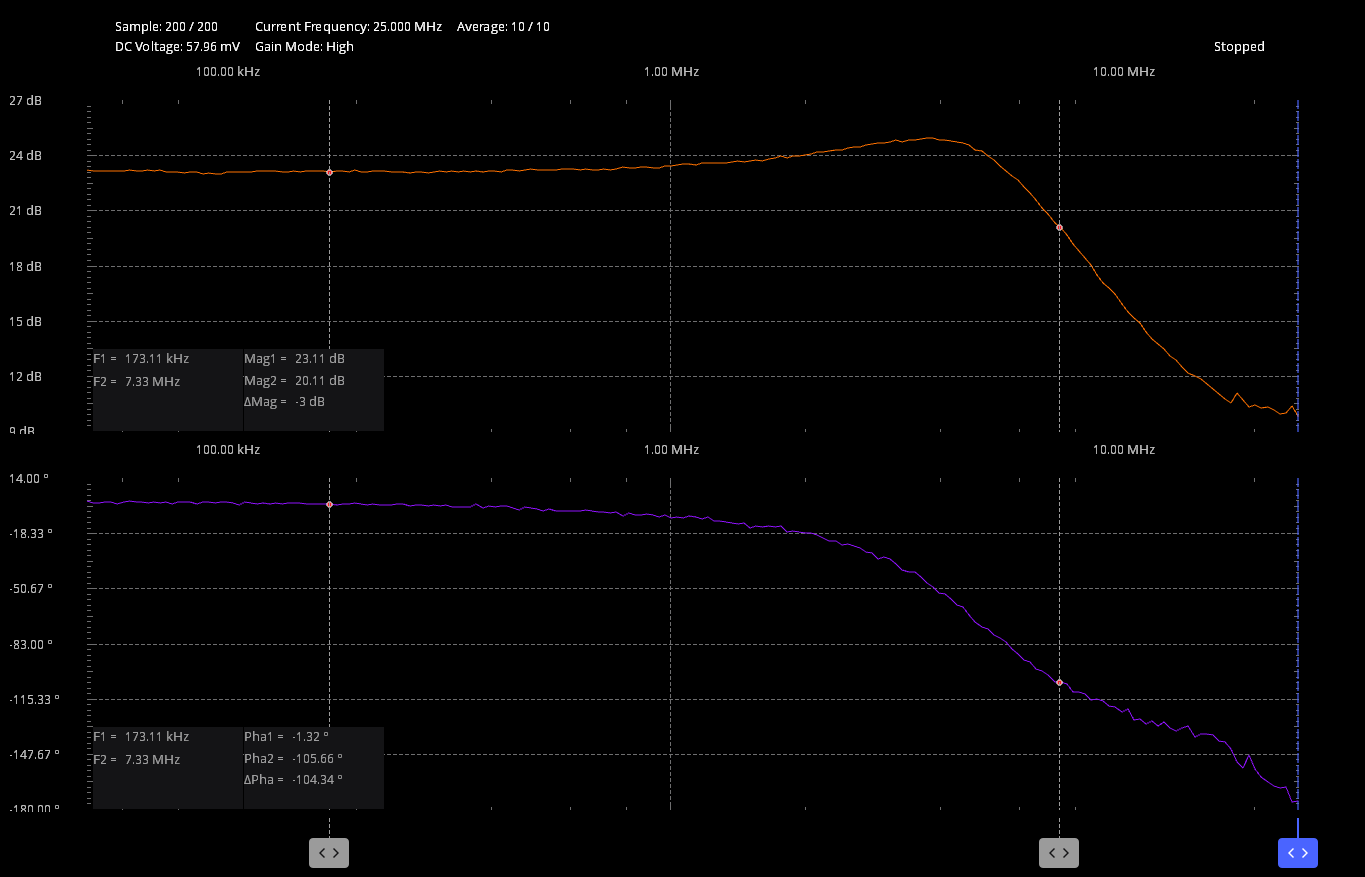 Sample: 200 / 200 Current Frequency: 25.000 MHz Average: 10 / 10
DC Voltage: 57.96 mV Gain Mode: High
Stopped
100.00 kHz 1.00 MHz 10.00 MHz
27 dB
24 dB
21 dB
18 dB
15 dB
12 dB
9 dB
F1 = 173.11 kHz Mag1 = 23.11 dB
F2 = 7.33 MHz Mag2 = 20.11 dB
ΔMag = -3 dB
100.00 kHz 1.00 MHz 10.00 MHz
14.00 °
-18.33 °
-50.67 °
-83.00 °
-115.33 °
-147.67 °
-180.00 °
F1 = 173.11 kHz Pha1 = -1.32 °
F2 = 7.33 MHz Pha2 = -105.66 °
ΔPha = -104.34 °